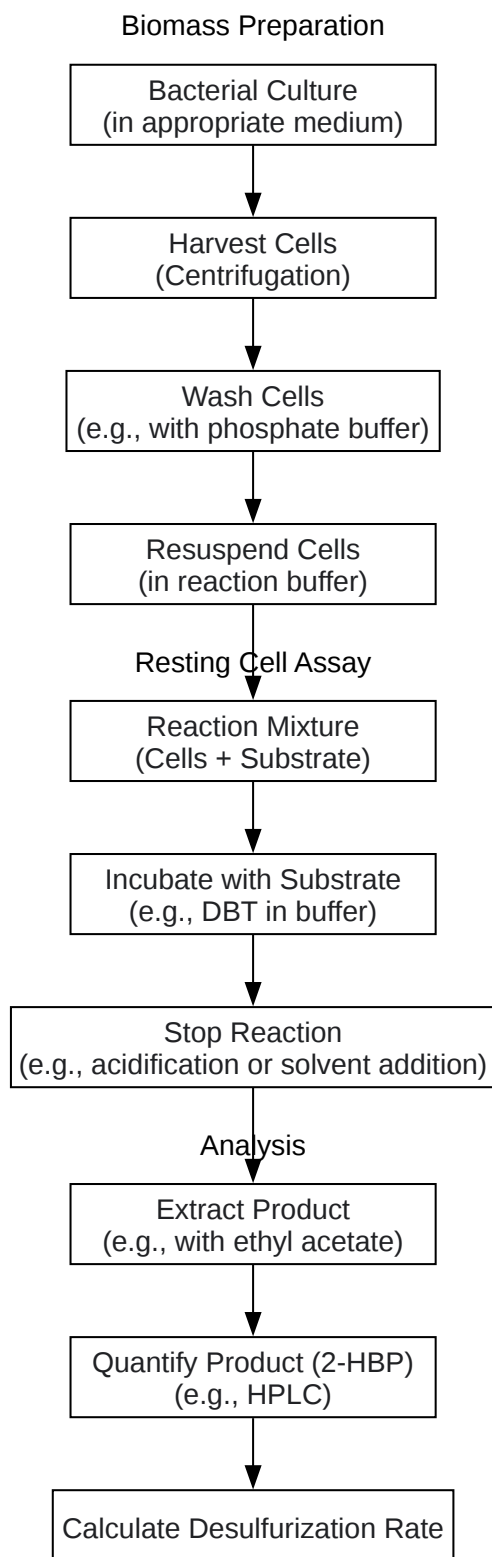 Biomass Preparation
Bacterial Culture
(in appropriate medium)
Harvest Cells
(Centrifugation)
Wash Cells
(e.g., with phosphate buffer)
Resuspend Cells
(in reaction buffer)
Resting Cell Assay
Reaction Mixture
(Cells + Substrate)
Incubate with Substrate
(e.g., DBT in buffer)
Stop Reaction
(e.g., acidification or solvent addition)
Analysis
Extract Product
(e.g., with ethyl acetate)
Quantify Product (2-HBP)
(e.g., HPLC)
Calculate Desulfurization Rate